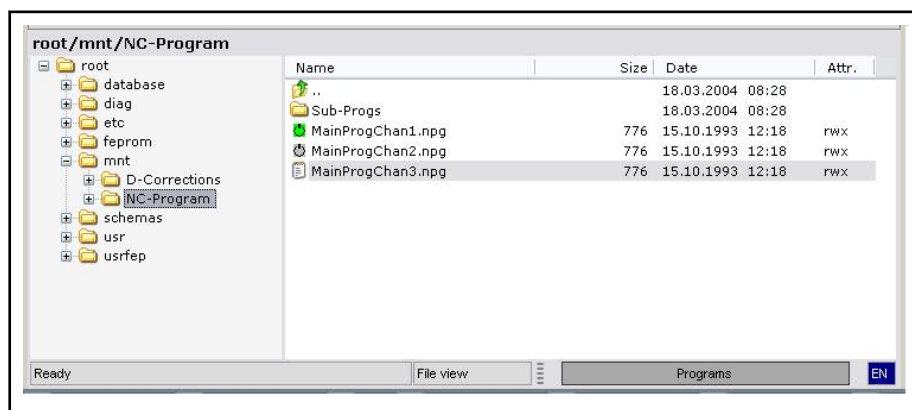 root/mnt/NC-Program
root
database
diag
etc
feprom
mnt
D-Corrections
NC-Program
schemas
usr
usrfep
Name Size Date Attr.
.. 18.03.2004 08:28
Sub-Progs 18.03.2004 08:28
MainProgChan1.npg 776 15.10.1993 12:18 rwx
MainProgChan2.npg 776 15.10.1993 12:18 rwx
MainProgChan3.npg 776 15.10.1993 12:18 rwx
Ready File view Programs EN